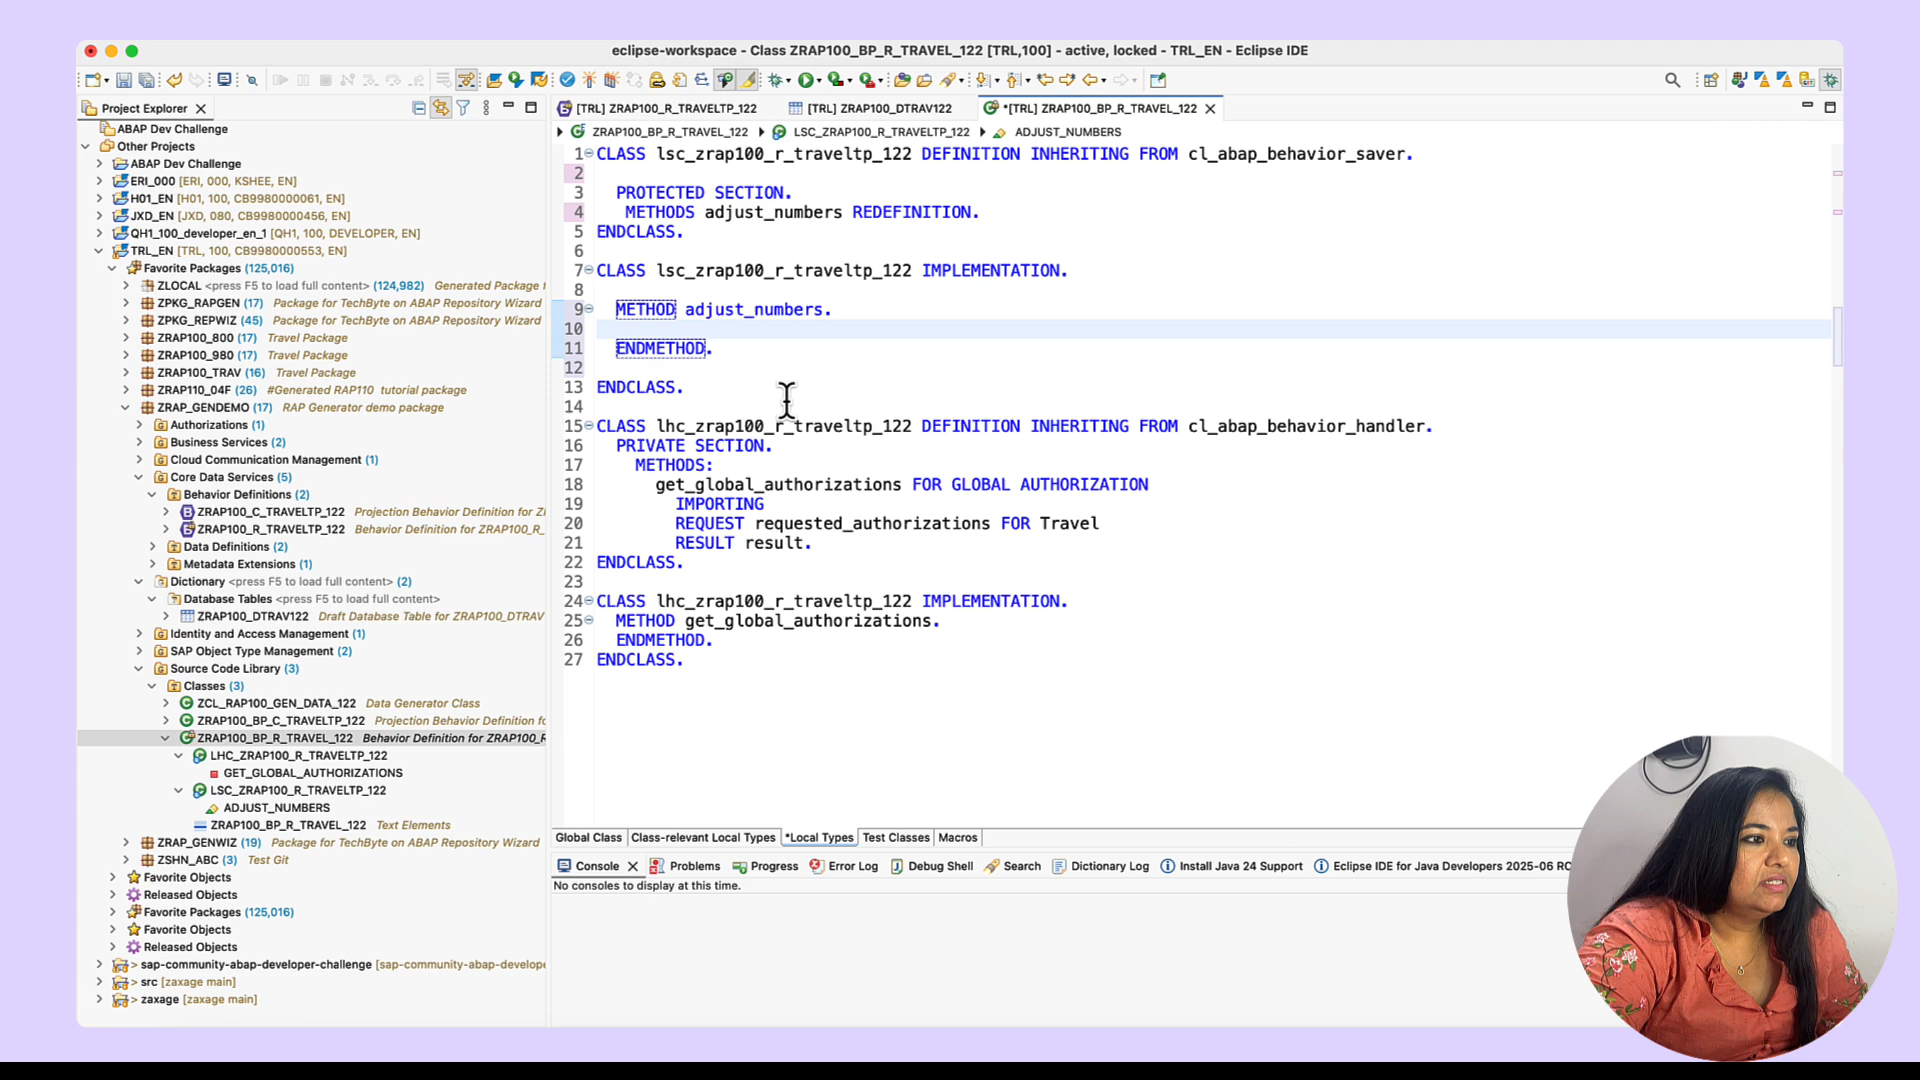 eclipse-workspace - Class ZRAP100_BP_R_TRAVEL_122 [TRL,100] - active, locked - TRL_EN - Eclipse IDE
Project Explorer
[TRL] ZRAP100_R_TRAVELTP_122
[TRL] ZRAP100_DTRAV122
*[TRL] ZRAP100_BP_R_TRAVEL_122
ZRAP100_BP_R_TRAVEL_122
LSC_ZRAP100_R_TRAVELTP_122
ADJUST_NUMBERS
ABAP Dev Challenge
Other Projects
ABAP Dev Challenge
ERI_000 [ERI, 000, KSHEE, EN]
H01_EN [H01, 100, CB9980000061, EN]
JXD_EN [JXD, 080, CB9980000456, EN]
QH1_100_developer_en_1 [QH1, 100, DEVELOPER, EN]
TRL_EN [TRL, 100, CB9980000553, EN]
Favorite Packages (125,016)
ZLOCAL <press F5 to load full content> (124,982) Generated Package f
ZPKG_RAPGEN (17) Package for TechByte on ABAP Repository Wizard
ZPKG_REPWIZ (45) Package for TechByte on ABAP Repository Wizard
ZRAP100_800 (17) Travel Package
ZRAP100_980 (17) Travel Package
ZRAP100_TRAV (16) Travel Package
ZRAP110_04F (26) #Generated RAP110 tutorial package
ZRAP_GENDEMO (17) RAP Generator demo package
Authorizations (1)
Business Services (2)
Cloud Communication Management (1)
Core Data Services (5)
Behavior Definitions (2)
ZRAP100_C_TRAVELTP_122 Projection Behavior Definition for Z
ZRAP100_R_TRAVELTP_122 Behavior Definition for ZRAP100_R_
Data Definitions (2)
Metadata Extensions (1)
Dictionary <press F5 to load full content> (2)
Database Tables <press F5 to load full content>
ZRAP100_DTRAV122 Draft Database Table for ZRAP100_DTRAV
Identity and Access Management (1)
SAP Object Type Management (2)
Source Code Library (3)
Classes (3)
ZCL_RAP100_GEN_DATA_122 Data Generator Class
ZRAP100_BP_C_TRAVELTP_122 Projection Behavior Definition fo
ZRAP100_BP_R_TRAVEL_122 Behavior Definition for ZRAP100_R
LHC_ZRAP100_R_TRAVELTP_122
GET_GLOBAL_AUTHORIZATIONS
LSC_ZRAP100_R_TRAVELTP_122
ADJUST_NUMBERS
ZRAP100_BP_R_TRAVEL_122 Text Elements
ZRAP_GENWIZ (19) Package for TechByte on ABAP Repository Wizard
ZSHN_ABC (3) Test Git
Favorite Objects
Released Objects
Favorite Packages (125,016)
Favorite Objects
Released Objects
> sap-community-abap-developer-challenge [sap-community-abap-develope
> src [zaxage main]
> zaxage [zaxage main]
1 CLASS lsc_zrap100_r_traveltp_122 DEFINITION INHERITING FROM cl_abap_behavior_saver.
2
3 PROTECTED SECTION.
4 METHODS adjust_numbers REDEFINITION.
5 ENDCLASS.
6
7 CLASS lsc_zrap100_r_traveltp_122 IMPLEMENTATION.
8
9 METHOD adjust_numbers.
10
11 ENDMETHOD.
12
13 ENDCLASS.
14
15 CLASS lhc_zrap100_r_traveltp_122 DEFINITION INHERITING FROM cl_abap_behavior_handler.
16 PRIVATE SECTION.
17 METHODS:
18 get_global_authorizations FOR GLOBAL AUTHORIZATION
19 IMPORTING
20 REQUEST requested_authorizations FOR Travel
21 RESULT result.
22 ENDCLASS.
23
24 CLASS lhc_zrap100_r_traveltp_122 IMPLEMENTATION.
25 METHOD get_global_authorizations.
26 ENDMETHOD.
27 ENDCLASS.
Global Class Class-relevant Local Types *Local Types Test Classes Macros
Console Problems Progress Error Log Debug Shell Search Dictionary Log Install Java 24 Support Eclipse IDE for Java Developers 2025-06 RC
No consoles to display at this time.